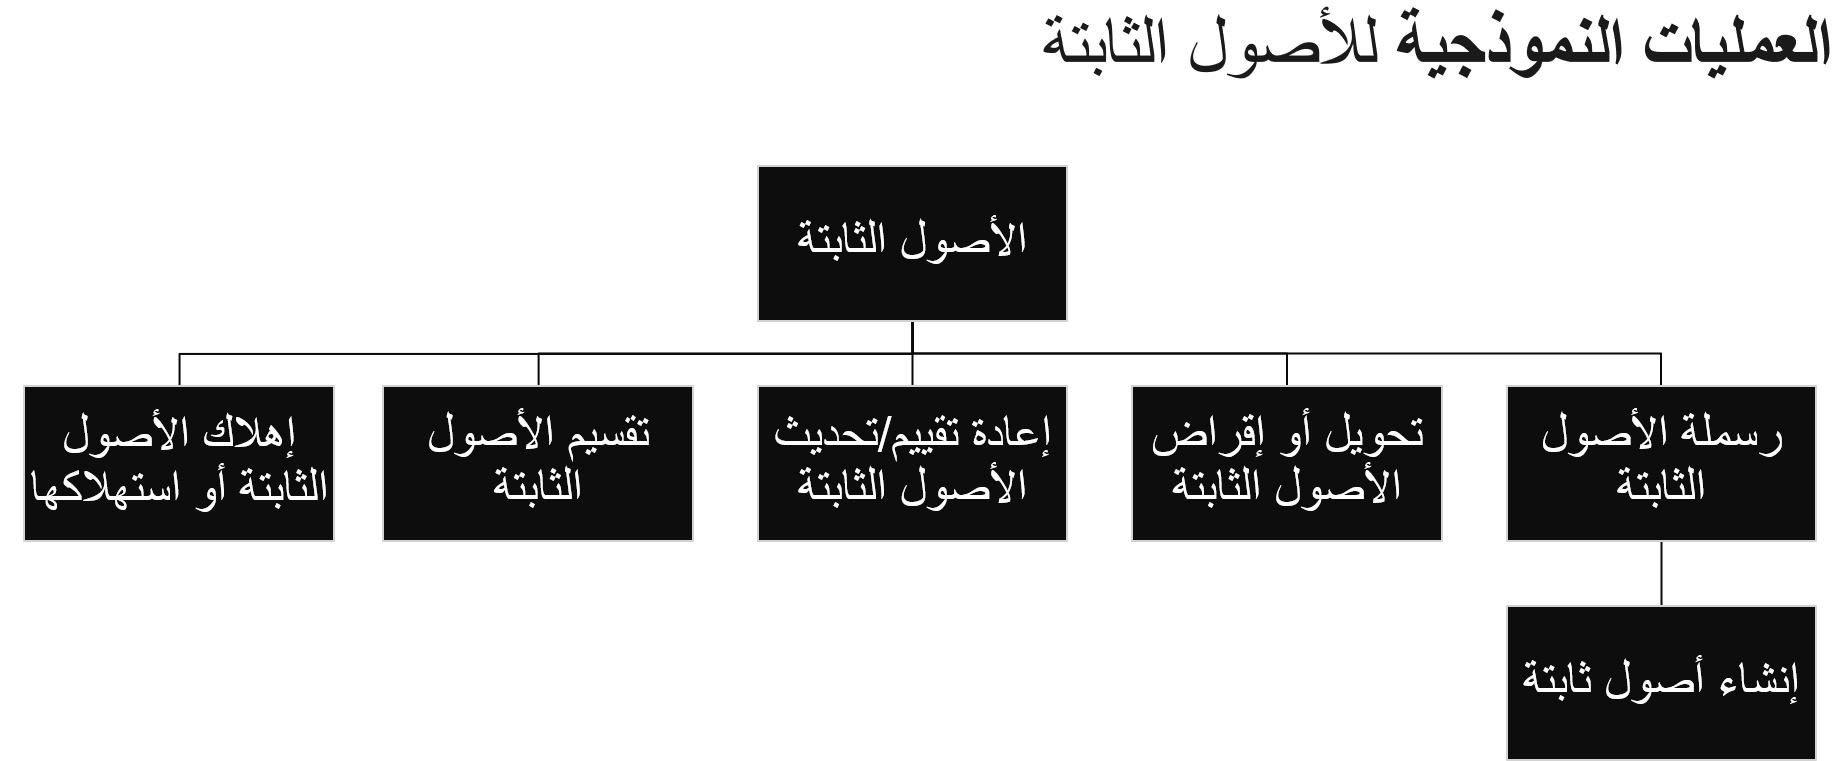 العمليات النموذجية للأصول الثابتة
الأصول الثابتة
رسملة الأصول
الثابتة
تحويل أو إقراض
الأصول الثابتة
إعادة تقييم/تحديث
الأصول الثابتة
تقسيم الأصول
الثابتة
إهلاك الأصول
الثابتة أو استهلاكها
إنشاء أصول ثابتة